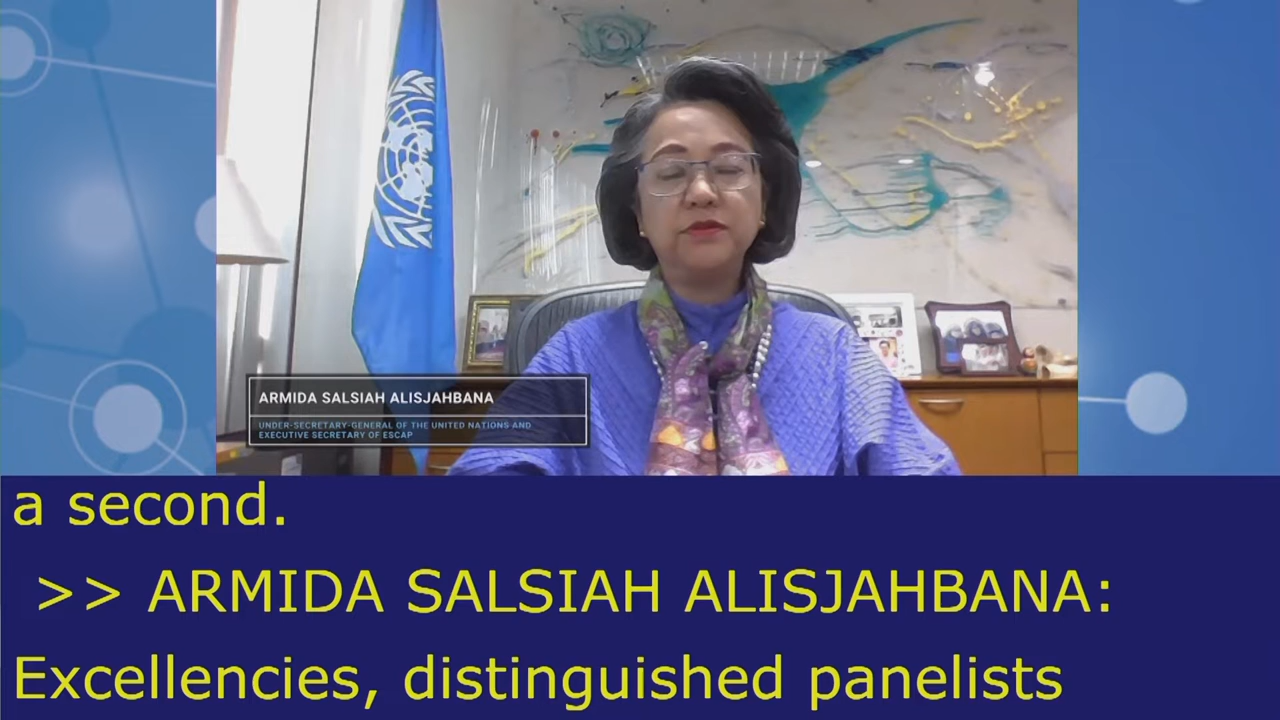 ARMIDA SALSIAH ALISJAHBANA
UNDER-SECRETARY-GENERAL OF THE UNITED NATIONS AND
EXECUTIVE SECRETARY OF ESCAP
a second.
>> ARMIDA SALSIAH ALISJAHBANA:
Excellencies, distinguished panelists